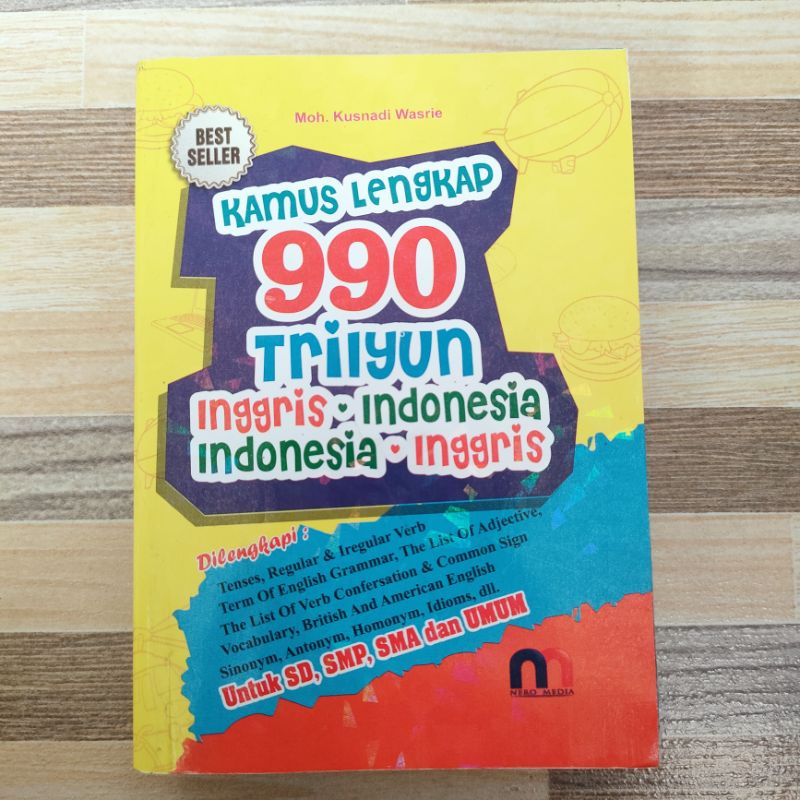 Moh. Kusnadi Wasrie
BEST
SELLER
Kamus Lengkap
990
Trilyun
Inggris • Indonesia
Indonesia • Inggris
Dilengkapi :
Tenses, Regular & Iregular Verb
Term Of English Grammar, The List Of Adjective,
The List Of Verb Confersation & Common Sign
Vocabulary, British And American English
Sinonym, Antonym, Homonym, Idioms, dll.
Untuk SD, SMP, SMA dan UMUM
NERO MEDIA